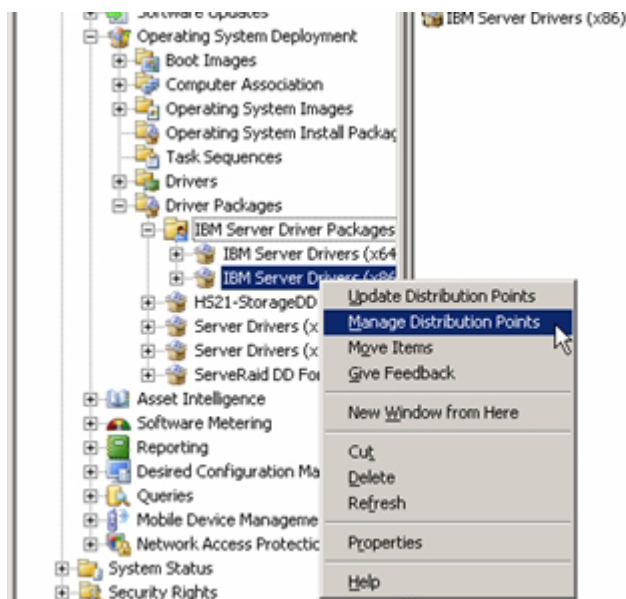 Software Updates
Operating System Deployment
Boot Images
Computer Association
Operating System Images
Operating System Install Packag
Task Sequences
Drivers
Driver Packages
IBM Server Driver Packages
IBM Server Drivers (x64
IBM Server Drivers (x86
HS21-StorageDD
Server Drivers (x
Server Drivers (x
ServeRaid DD For
Asset Intelligence
Software Metering
Reporting
Desired Configuration Ma
Queries
Mobile Device Manageme
Network Access Protectic
System Status
Security Rights
IBM Server Drivers (x86)
Update Distribution Points
Manage Distribution Points
Move Items
Give Feedback
New Window from Here
Cut
Delete
Refresh
Properties
Help